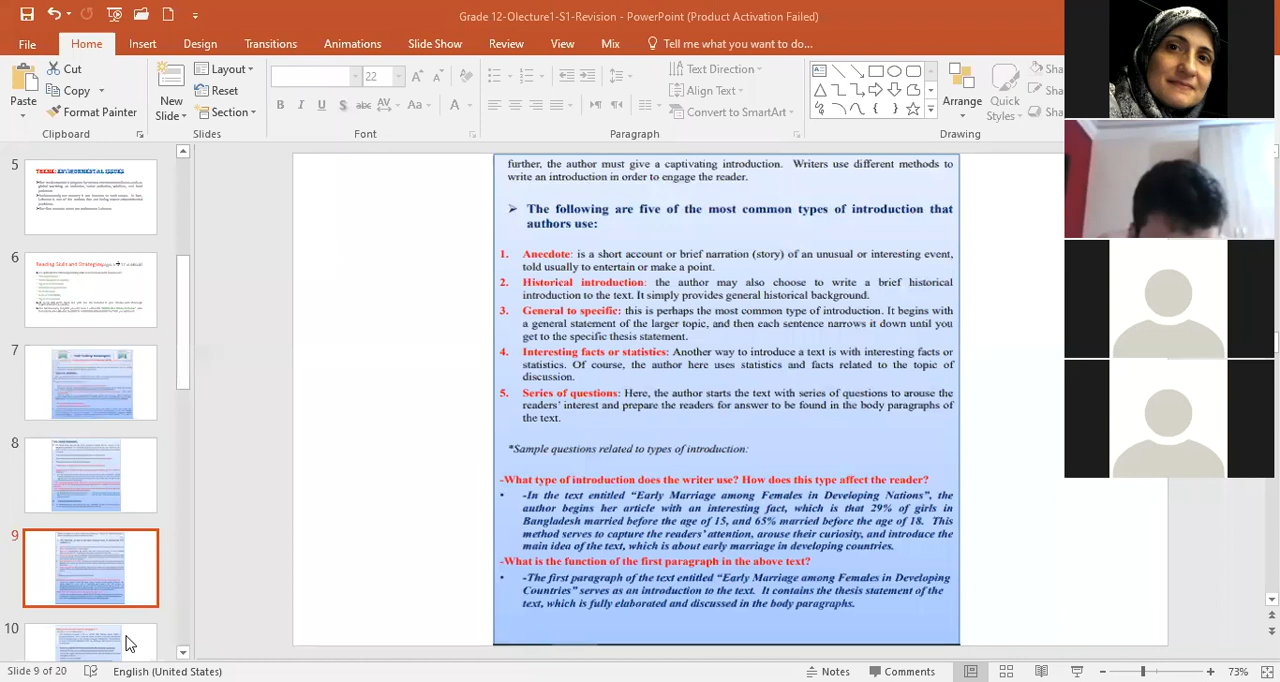 Grade 12-Olecture1-S1-Revision - PowerPoint (Product Activation Failed)
File Home Insert Design Transitions Animations Slide Show Review View Mix Tell me what you want to do...
Paste
Cut
Copy
Format Painter
Clipboard
New
Slide
Layout
Reset
Section
Slides
22
B I U S abc AV Aa A
Font
Text Direction
Align Text
Convert to SmartArt
Paragraph
Arrange
Quick
Styles
Sha
Sha
Sha
Drawing
5
THEME: ENVIRONMENTAL ISSUES
6
Reading Skills and Strategies
7
8
9
10
further, the author must give a captivating introduction. Writers use different methods to
write an introduction in order to engage the reader.
➢ The following are five of the most common types of introduction that
authors use:
1. Anecdote: is a short account or brief narration (story) of an unusual or interesting event,
told usually to entertain or make a point.
2. Historical introduction: the author may also choose to write a brief historical
introduction to the text. It simply provides general historical background.
3. General to specific: this is perhaps the most common type of introduction. It begins with
a general statement of the larger topic, and then each sentence narrows it down until you
get to the specific thesis statement.
4. Interesting facts or statistics: Another way to introduce a text is with interesting facts or
statistics. Of course, the author here uses statistics and facts related to the topic of
discussion.
5. Series of questions: Here, the author starts the text with series of questions to arouse the
readers' interest and prepare the readers for answer to be found in the body paragraphs of
the text.
*Sample questions related to types of introduction:
-What type of introduction does the writer use? How does this type affect the reader?
• -In the text entitled “Early Marriage among Females in Developing Nations”, the
author begins her article with an interesting fact, which is that 29% of girls in
Bangladesh married before the age of 15, and 65% married before the age of 18. This
method serves to capture the readers' attention, arouse their curiosity, and introduce the
main idea of the text, which is about early marriage in developing countries.
-What is the function of the first paragraph in the above text?
• -The first paragraph of the text entitled “Early Marriage among Females in Developing
Countries” serves as an introduction to the text. It contains the thesis statement of the
text, which is fully elaborated and discussed in the body paragraphs.
Slide 9 of 20 English (United States) Notes Comments 73%